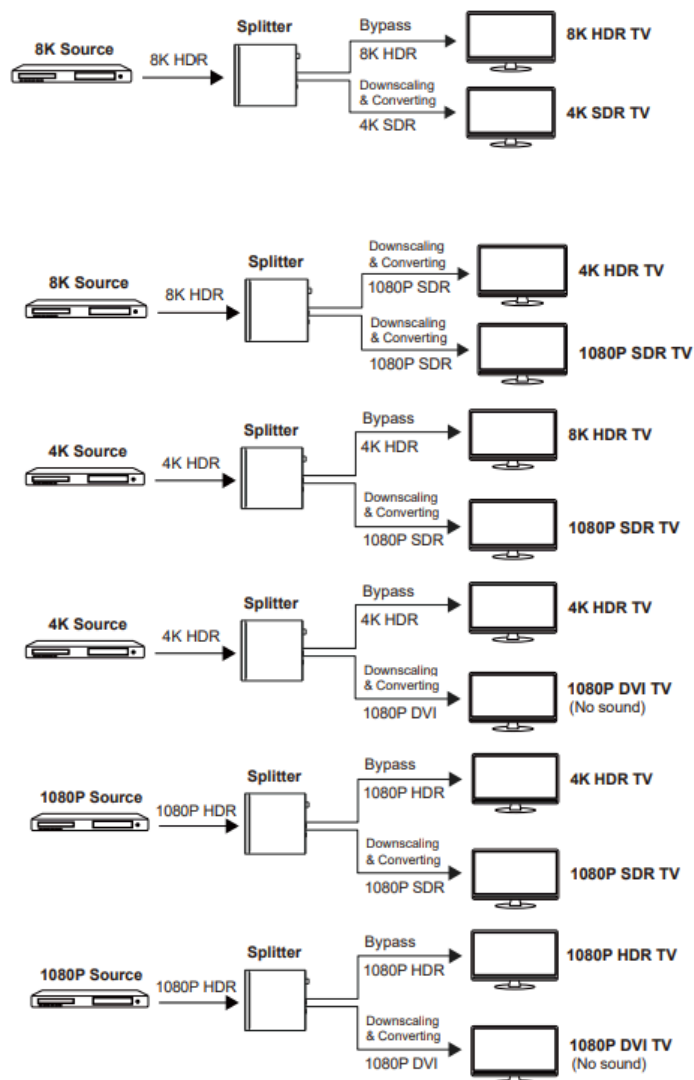 8K Source
8K HDR
Splitter
Bypass
8K HDR
8K HDR TV
Downscaling
& Converting
4K SDR
4K SDR TV
8K Source
8K HDR
Splitter
Downscaling
& Converting
1080P SDR
4K HDR TV
Downscaling
& Converting
1080P SDR
1080P SDR TV
4K Source
4K HDR
Splitter
Bypass
4K HDR
8K HDR TV
Downscaling
& Converting
1080P SDR
1080P SDR TV
4K Source
4K HDR
Splitter
Bypass
4K HDR
4K HDR TV
Downscaling
& Converting
1080P DVI
1080P DVI TV
(No sound)
1080P Source
1080P HDR
Splitter
Bypass
1080P HDR
4K HDR TV
Downscaling
& Converting
1080P SDR
1080P SDR TV
1080P Source
1080P HDR
Splitter
Bypass
1080P HDR
1080P HDR TV
Downscaling
& Converting
1080P DVI
1080P DVI TV
(No sound)